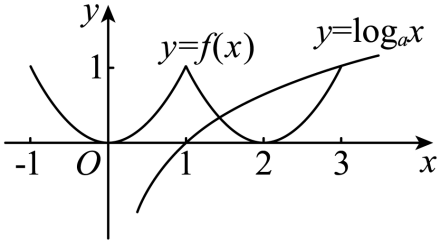 y
y=f(x)
y=logₐx
1
-1 O 1 2 3 x